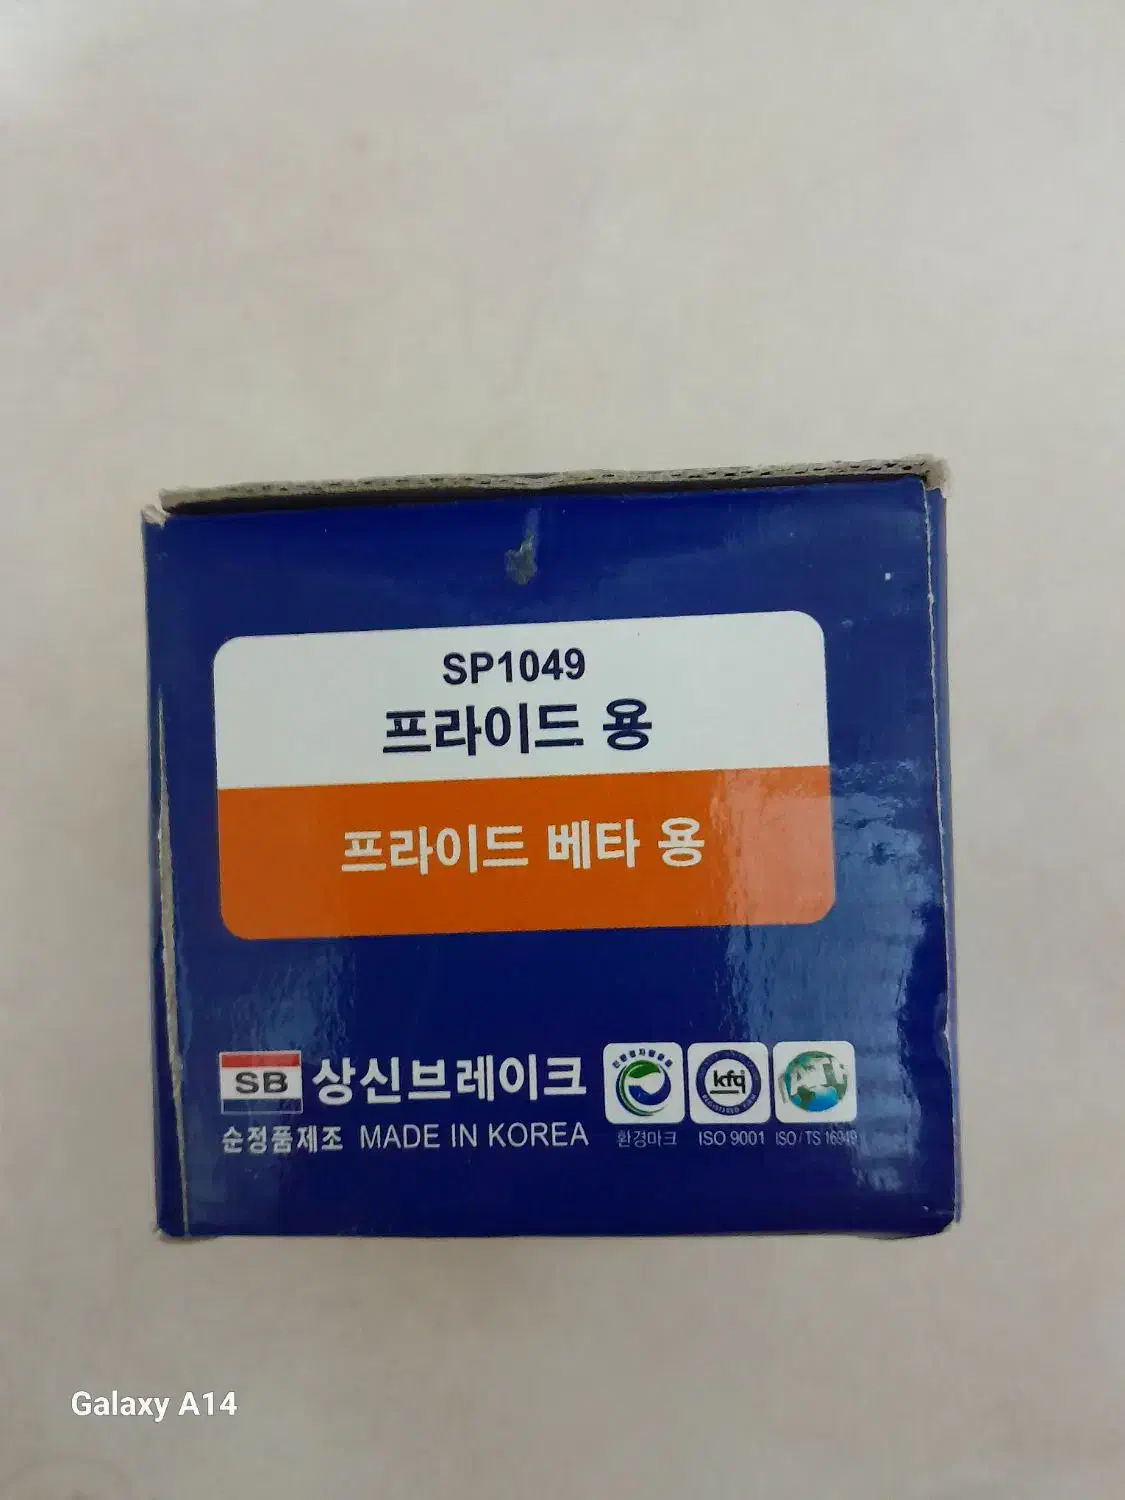 SP1049
프라이드 용
프라이드 베타 용
SB 상신브레이크
순정품제조 MADE IN KOREA
kfq
환경마크 ISO 9001 ISO / TS 16949
Galaxy A14